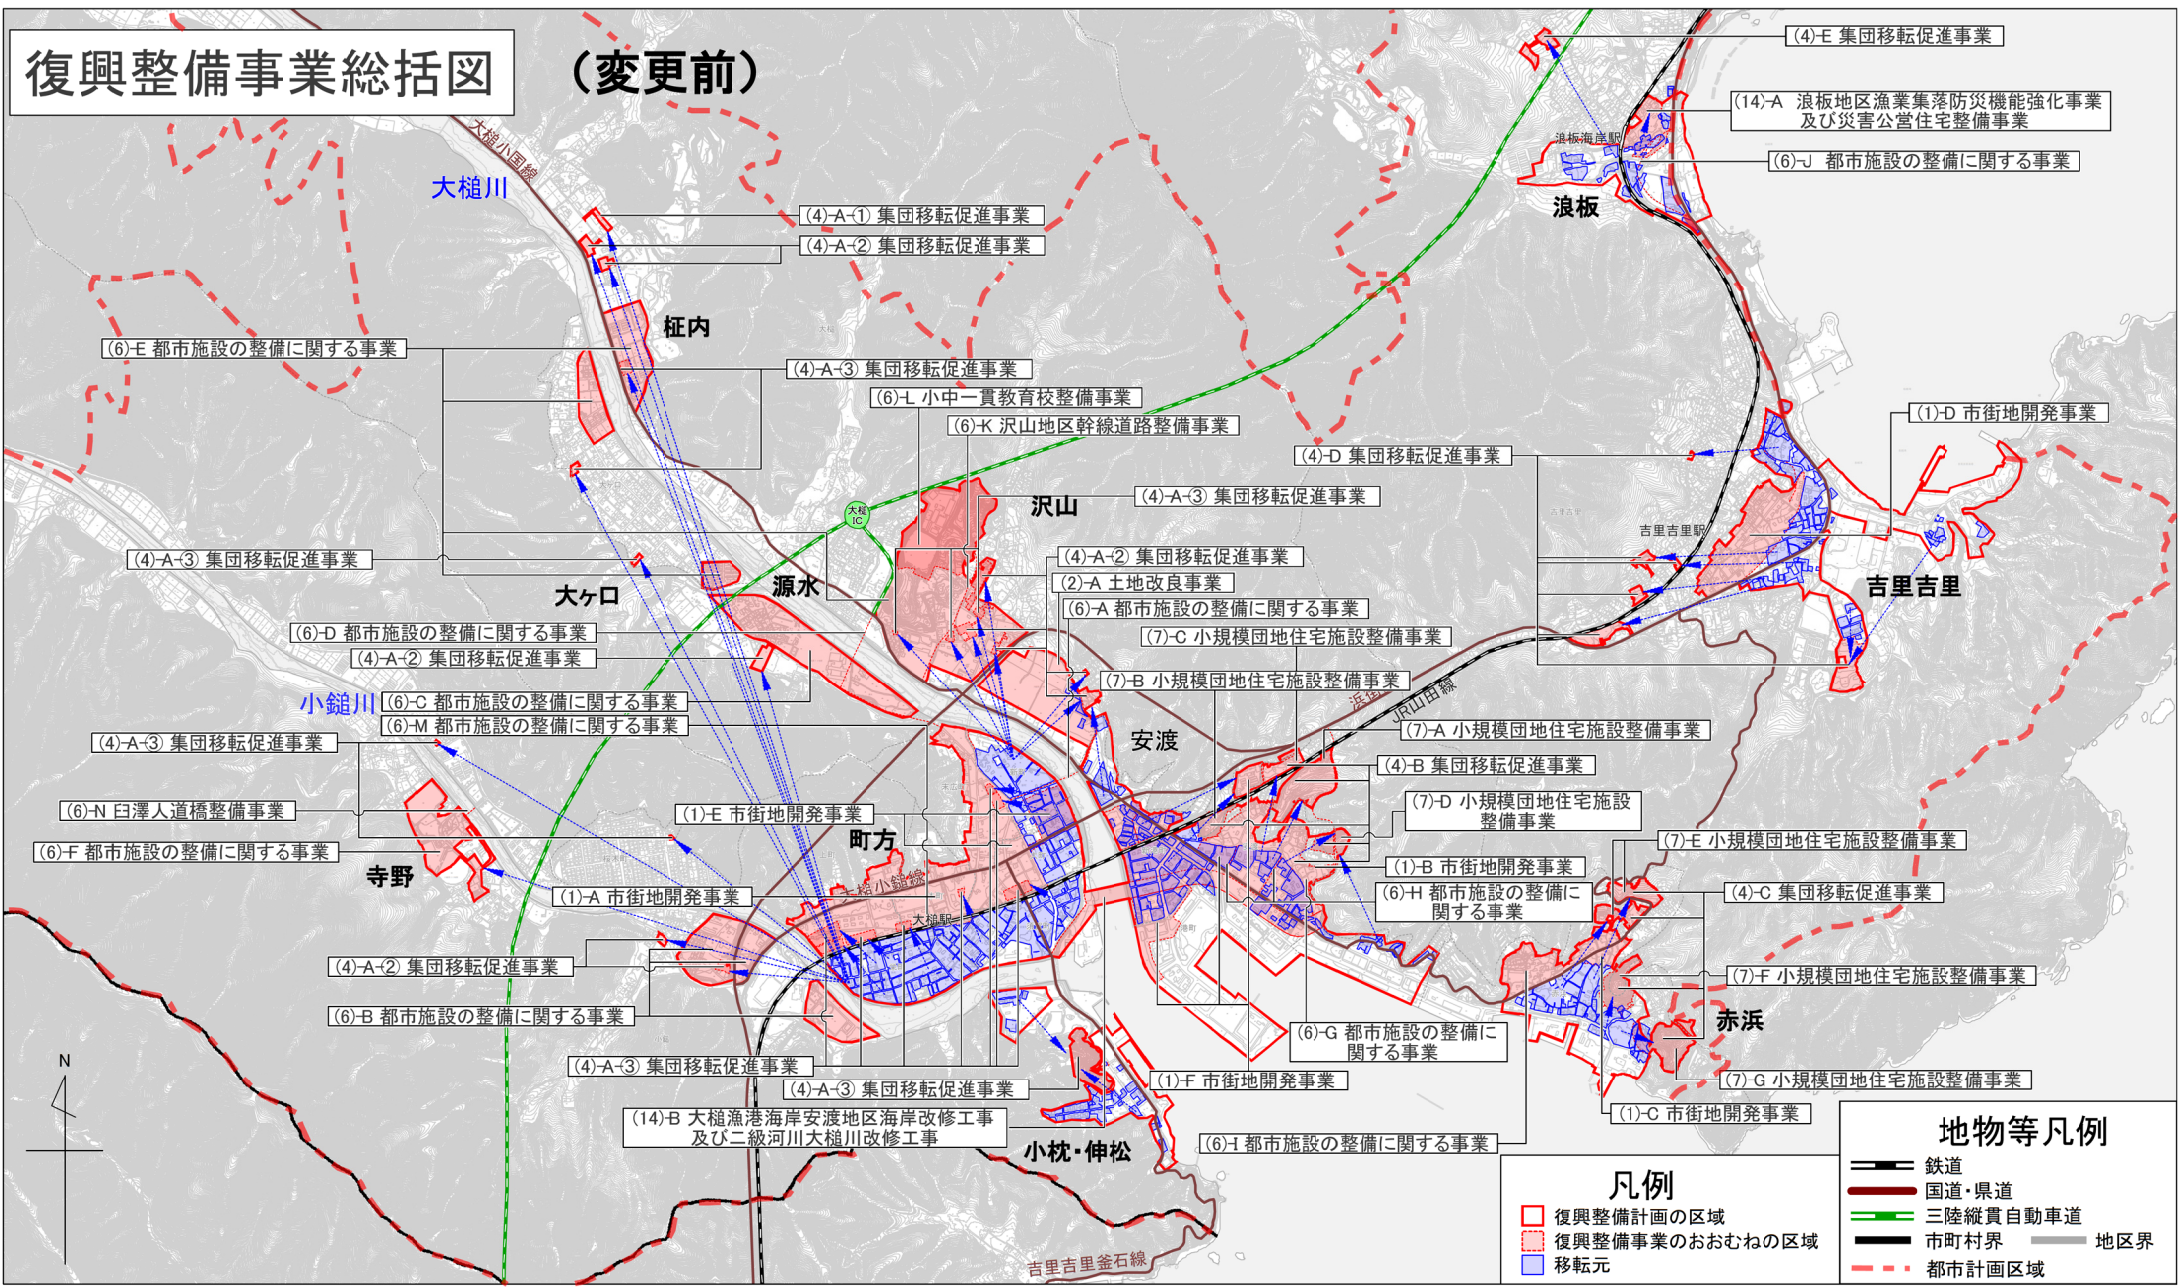 復興整備事業総括図
（変更前）
(4)-E 集団移転促進事業
(14)-A 浪板地区漁業集落防災機能強化事業
及び災害公営住宅整備事業
浪板海岸駅
(6)-J 都市施設の整備に関する事業
浪板
大槌小国線
大槌川
(4)-A-① 集団移転促進事業
(4)-A-② 集団移転促進事業
柾内
(6)-E 都市施設の整備に関する事業
(4)-A-③ 集団移転促進事業
(6)-L 小中一貫教育校整備事業
(6)-K 沢山地区幹線道路整備事業
(1)-D 市街地開発事業
(4)-D 集団移転促進事業
(4)-A-③ 集団移転促進事業
沢山
大槌
IC
吉里吉里駅
(4)-A-③ 集団移転促進事業
(4)-A-② 集団移転促進事業
(2)-A 土地改良事業
源水
大ヶ口
吉里吉里
(6)-A 都市施設の整備に関する事業
(6)-D 都市施設の整備に関する事業
(7)-C 小規模団地住宅施設整備事業
(4)-A-② 集団移転促進事業
(7)-B 小規模団地住宅施設整備事業
小鎚川
(6)-C 都市施設の整備に関する事業
(6)-M 都市施設の整備に関する事業
JR山田線
(7)-A 小規模団地住宅施設整備事業
安渡
(4)-A-③ 集団移転促進事業
(4)-B 集団移転促進事業
(6)-N 臼澤人道橋整備事業
(1)-E 市街地開発事業
(7)-D 小規模団地住宅施設
整備事業
町方
(7)-E 小規模団地住宅施設整備事業
(6)-F 都市施設の整備に関する事業
(1)-B 市街地開発事業
寺野
大槌小鎚線
(1)-A 市街地開発事業
(6)-H 都市施設の整備に
関する事業
(4)-C 集団移転促進事業
大槌駅
港町
(4)-A-② 集団移転促進事業
(7)-F 小規模団地住宅施設整備事業
(6)-B 都市施設の整備に関する事業
赤浜
(6)-G 都市施設の整備に
関する事業
(4)-A-③ 集団移転促進事業
(4)-A-③ 集団移転促進事業
(1)-F 市街地開発事業
(7)-G 小規模団地住宅施設整備事業
(14)-B 大槌漁港海岸安渡地区海岸改修工事
及び二級河川大槌川改修工事
(1)-C 市街地開発事業
小枕・伸松
(6)-I 都市施設の整備に関する事業
吉里吉里釜石線
N
凡例
復興整備計画の区域
復興整備事業のおおむねの区域
移転元
地物等凡例
鉄道
国道・県道
三陸縦貫自動車道
市町村界
地区界
都市計画区域